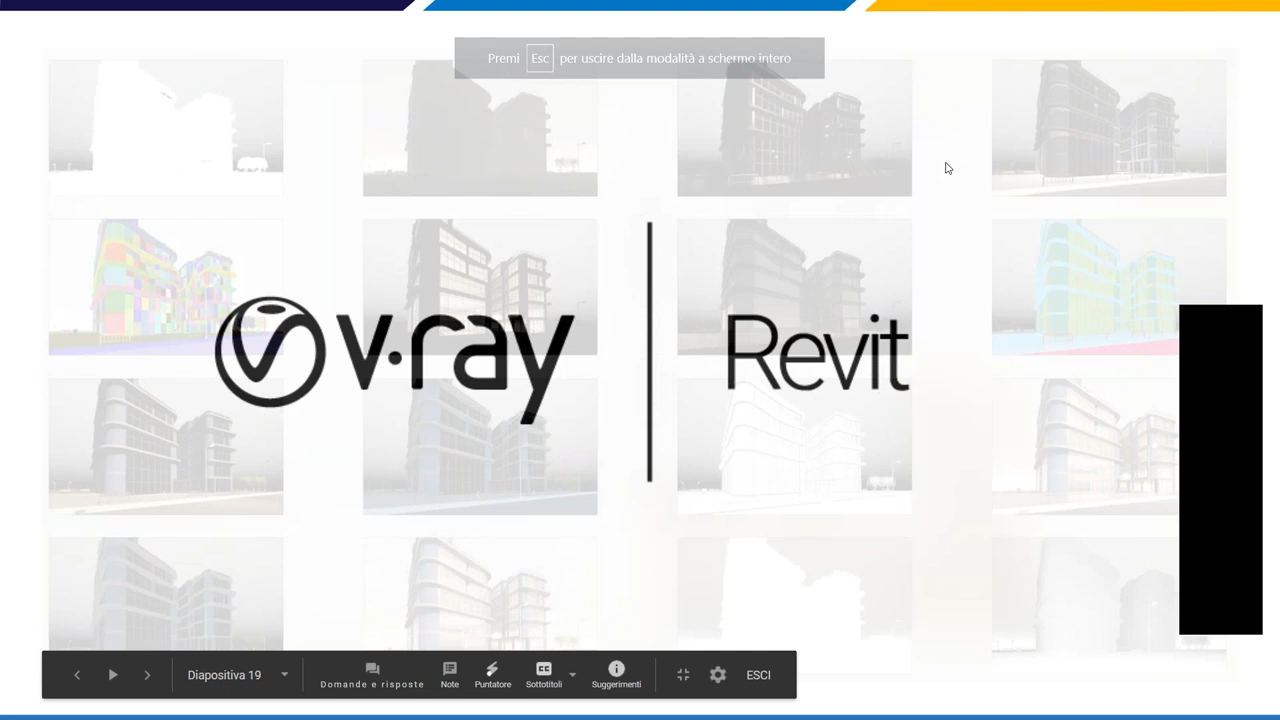 Premi Esc per uscire dalla modalità a schermo intero
v·ray
Revit
Diapositiva 19
Domande e risposte
Note
Puntatore
CC
Sottotitoli
Suggerimenti
ESCI